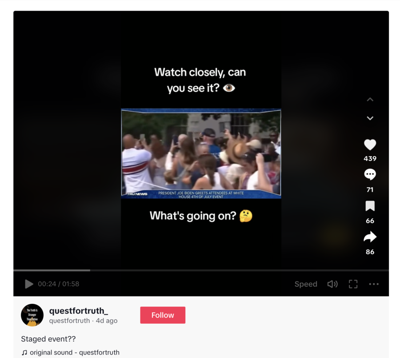 Watch closely, can
you see it? 👁️
PRESIDENT JOE BIDEN GREETS ATTENDEES AT WHITE
HOUSE 4TH OF JULY EVENT
What's going on? 🤔
439
71
66
86
00:24 / 01:58
Speed
questforturth_
questfortruth · 4d ago
Follow
Staged event??
♫ original sound - questfortruth